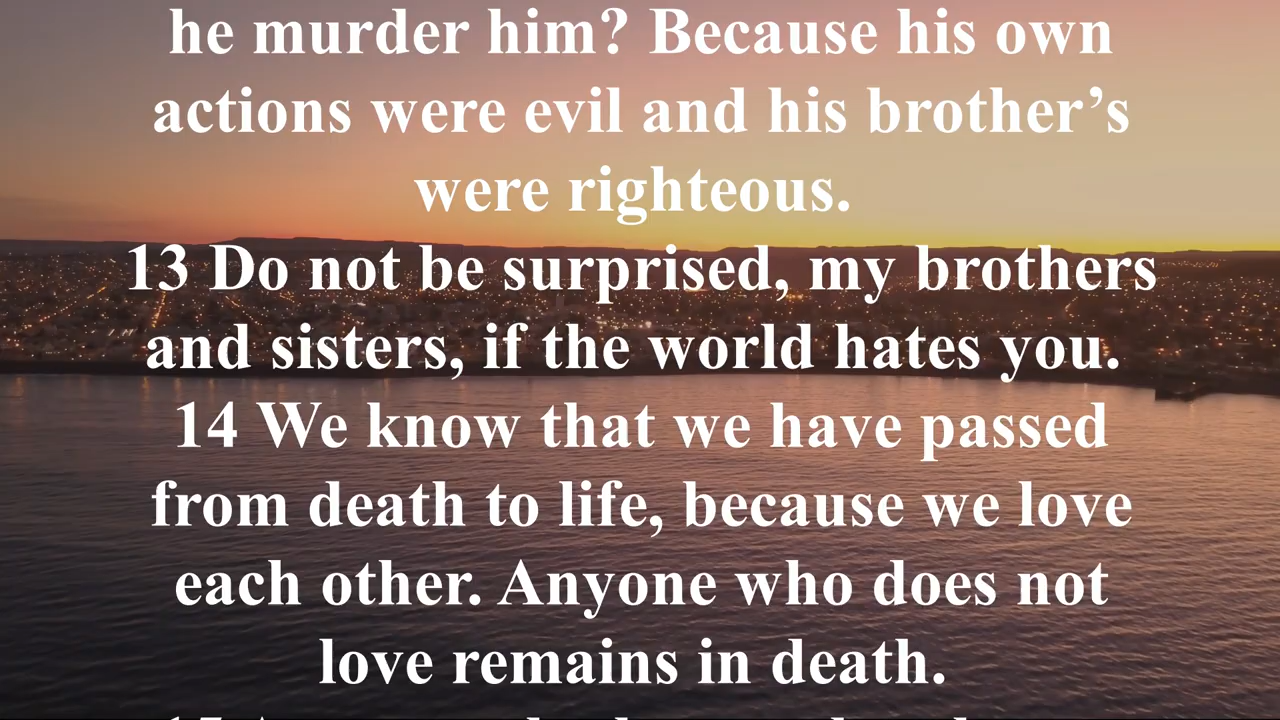 he murder him? Because his own
actions were evil and his brother’s
were righteous.
13 Do not be surprised, my brothers
and sisters, if the world hates you.
14 We know that we have passed
from death to life, because we love
each other. Anyone who does not
love remains in death.